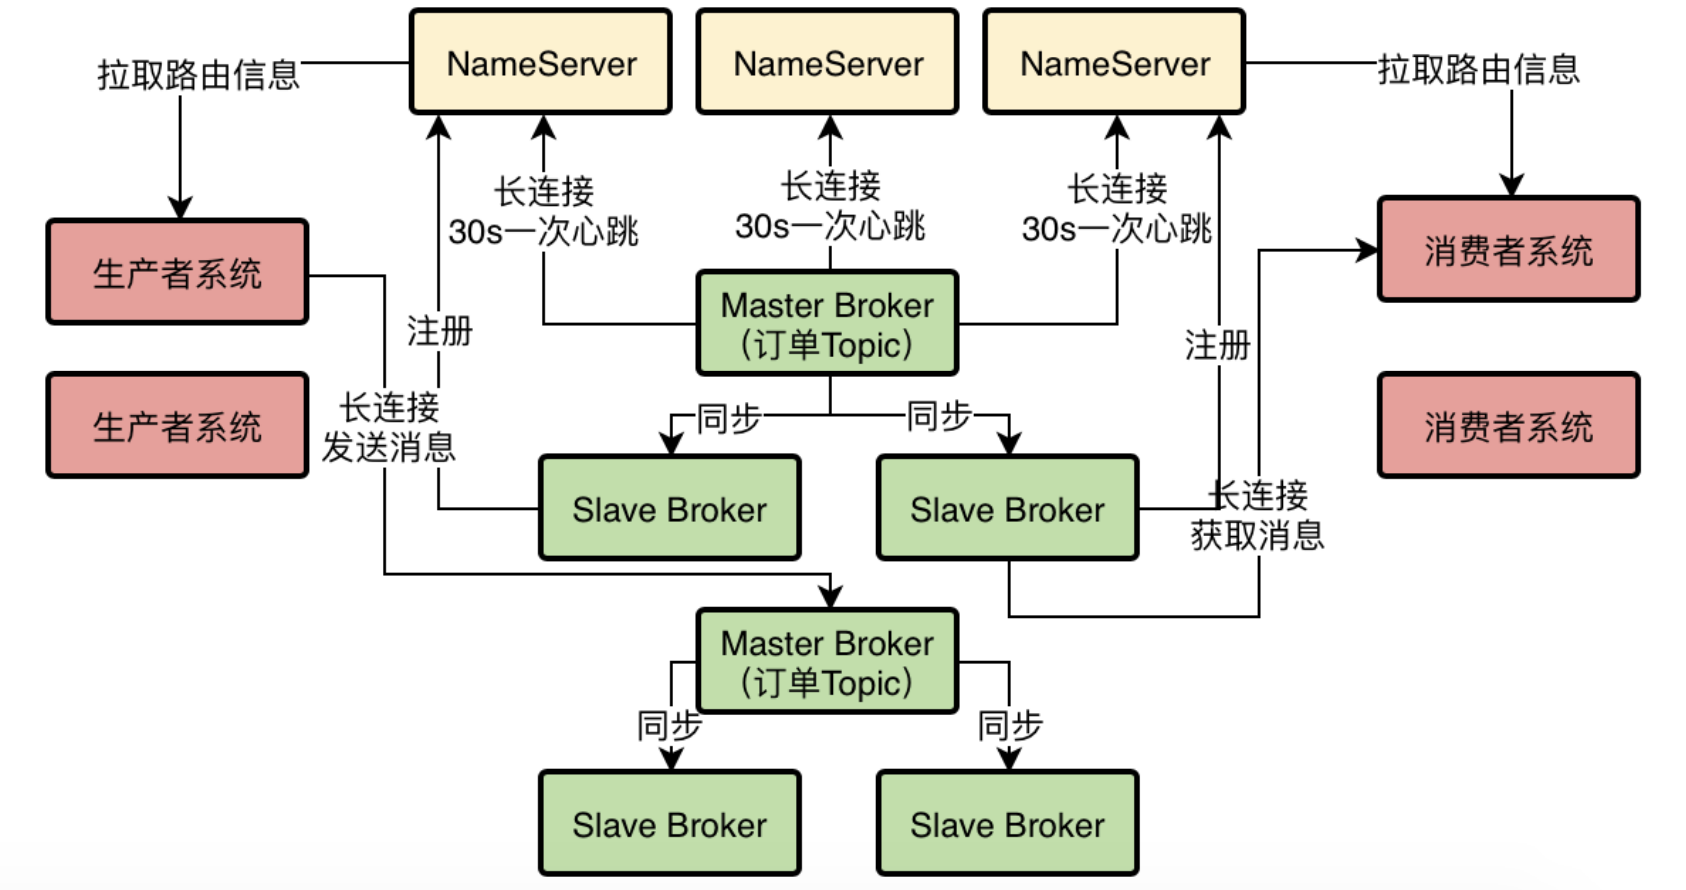 NameServer
NameServer
NameServer
拉取路由信息
拉取路由信息
长连接
30s一次心跳
长连接
30s一次心跳
长连接
30s一次心跳
生产者系统
消费者系统
Master Broker
（订单Topic）
注册
注册
生产者系统
长连接
发送消息
同步
同步
消费者系统
Slave Broker
Slave Broker
长连接
获取消息
Master Broker
（订单Topic）
同步
同步
Slave Broker
Slave Broker